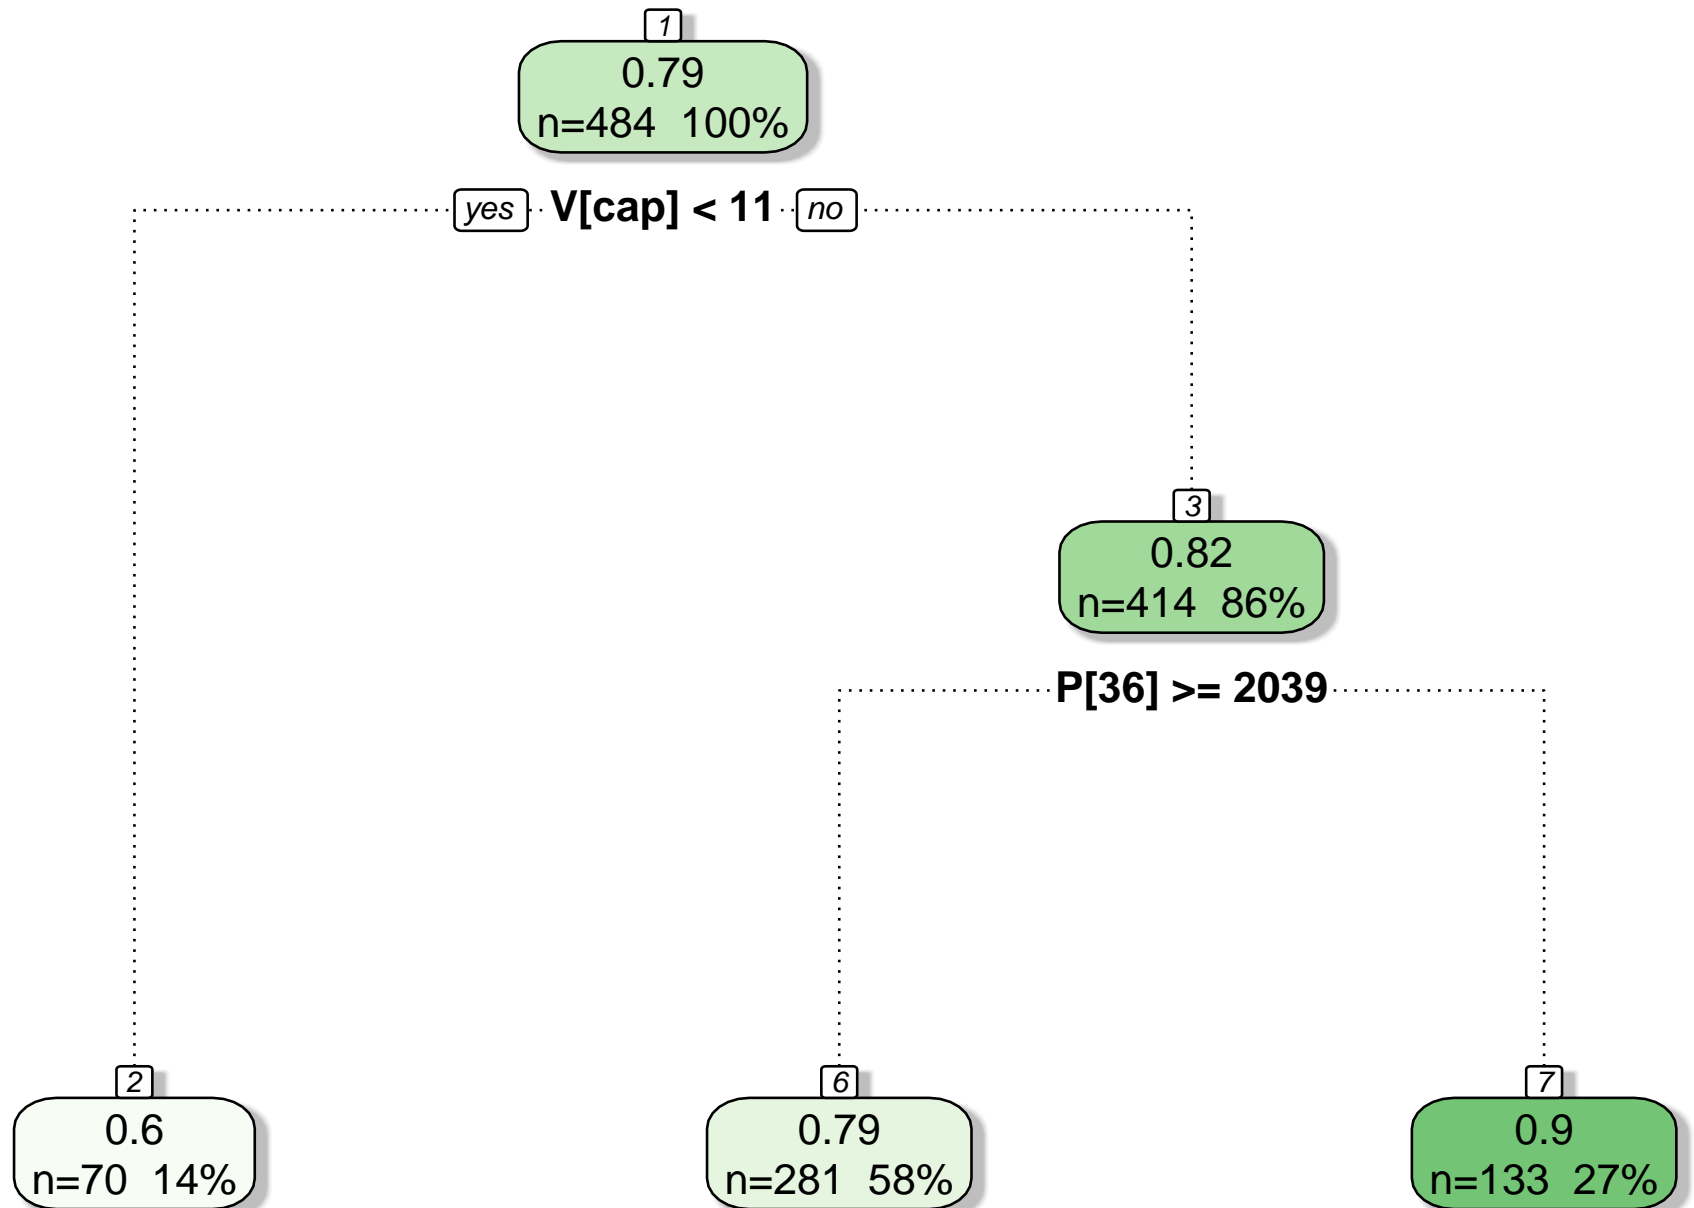 1
0.79
n=484 100%
yes V[cap] < 11 no
3
0.82
n=414 86%
P[36] >= 2039
2
0.6
n=70 14%
6
0.79
n=281 58%
7
0.9
n=133 27%